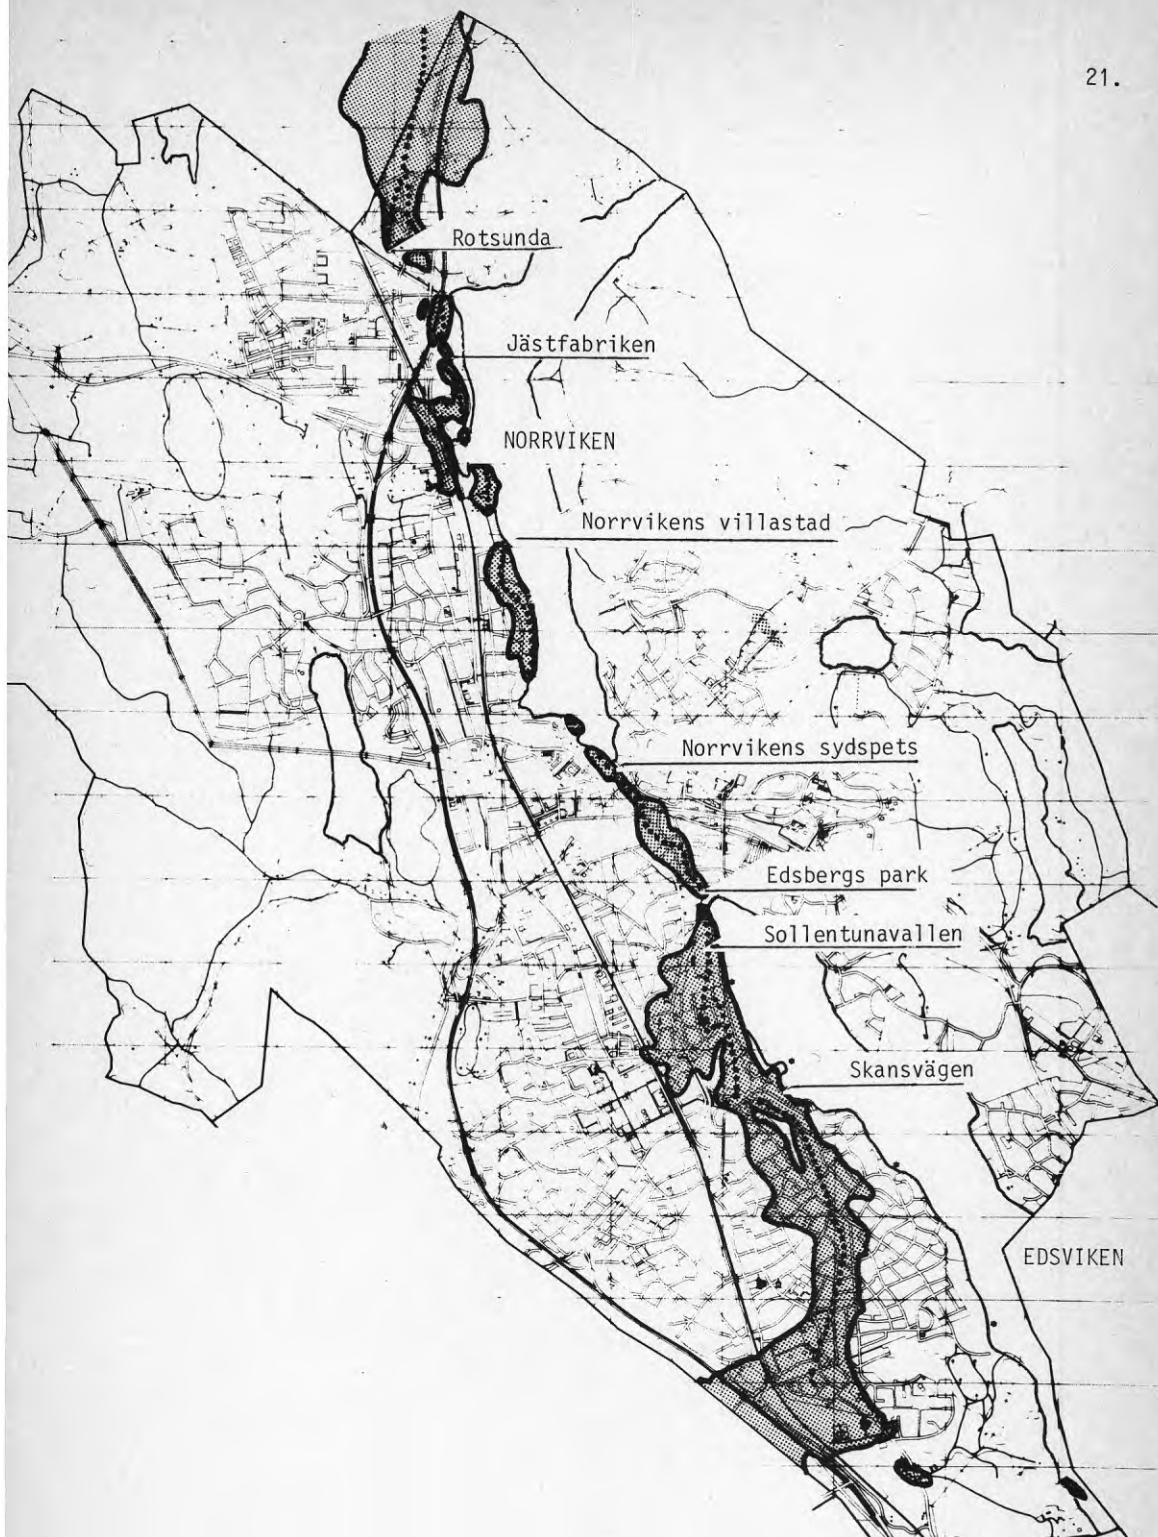 21.
Rotsunda
Jästfabriken
NORRVIKEN
Norrvikens villastad
Norrvikens sydspets
Edsbergs park
Sollentunavallen
Skansvägen
EDSVIKEN